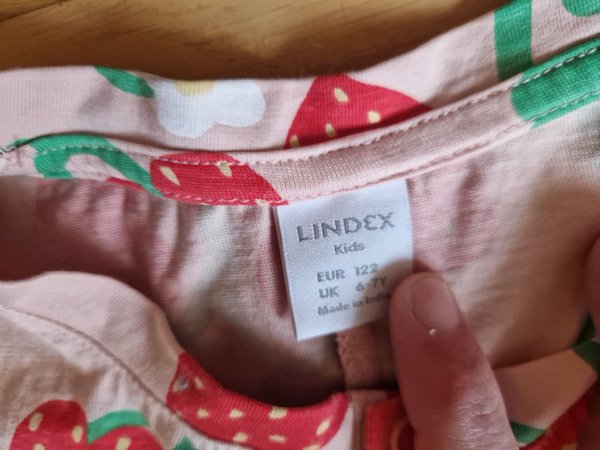 LINDEX
Kids
EUR 122
UK 6-7Y
Made in India